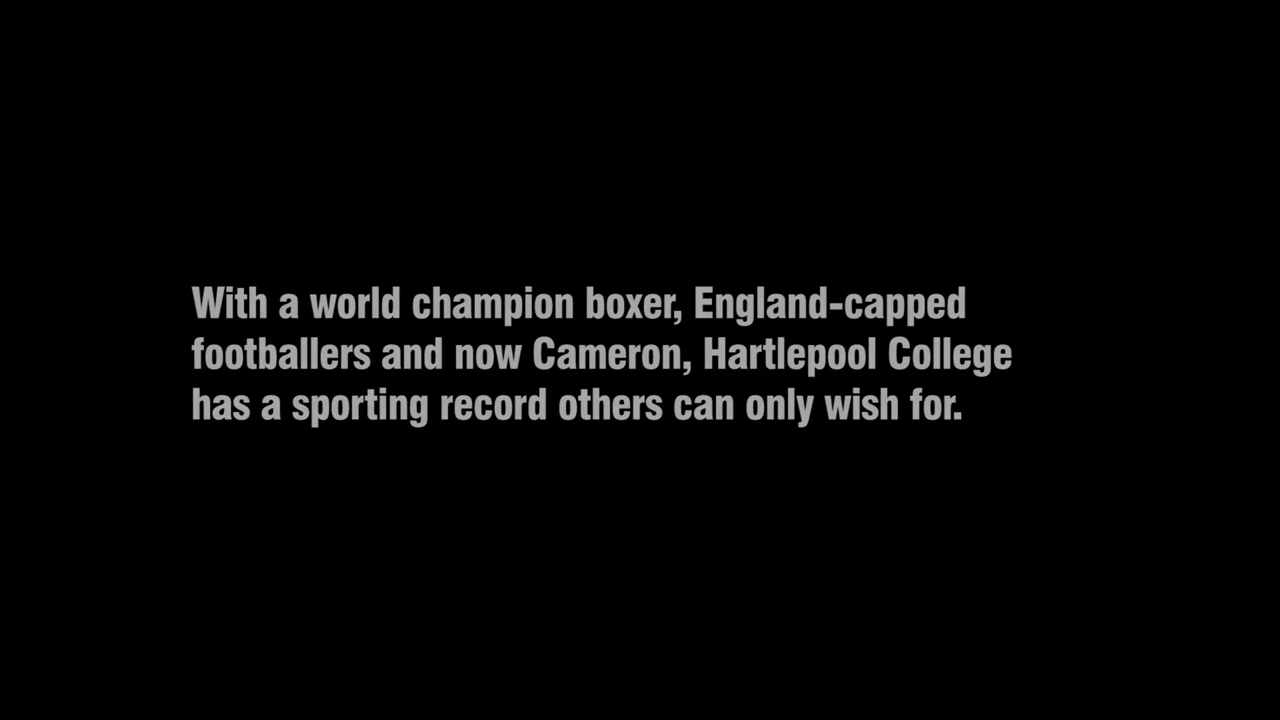 With a world champion boxer, England-capped
footballers and now Cameron, Hartlepool College
has a sporting record others can only wish for.